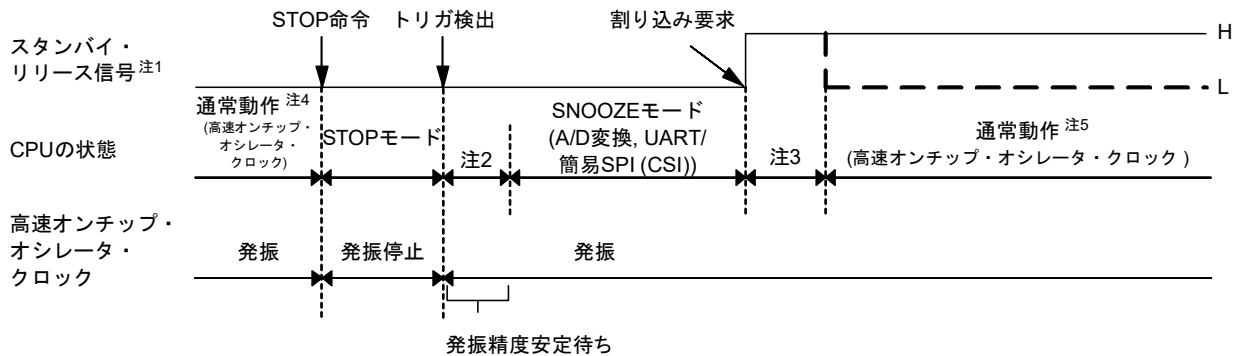 STOP命令 トリガ検出 割り込み要求
スタンバイ・
リリース信号注1
H
L
通常動作 注4
(高速オンチップ・
オシレータ・
クロック)
STOPモード
注2
SNOOZEモード
(A/D変換, UART/
簡易SPI (CSI))
注3
通常動作 注5
(高速オンチップ・オシレータ・クロック )
CPUの状態
高速オンチップ・
オシレータ・
クロック
発振 発振停止 発振
発振精度安定待ち